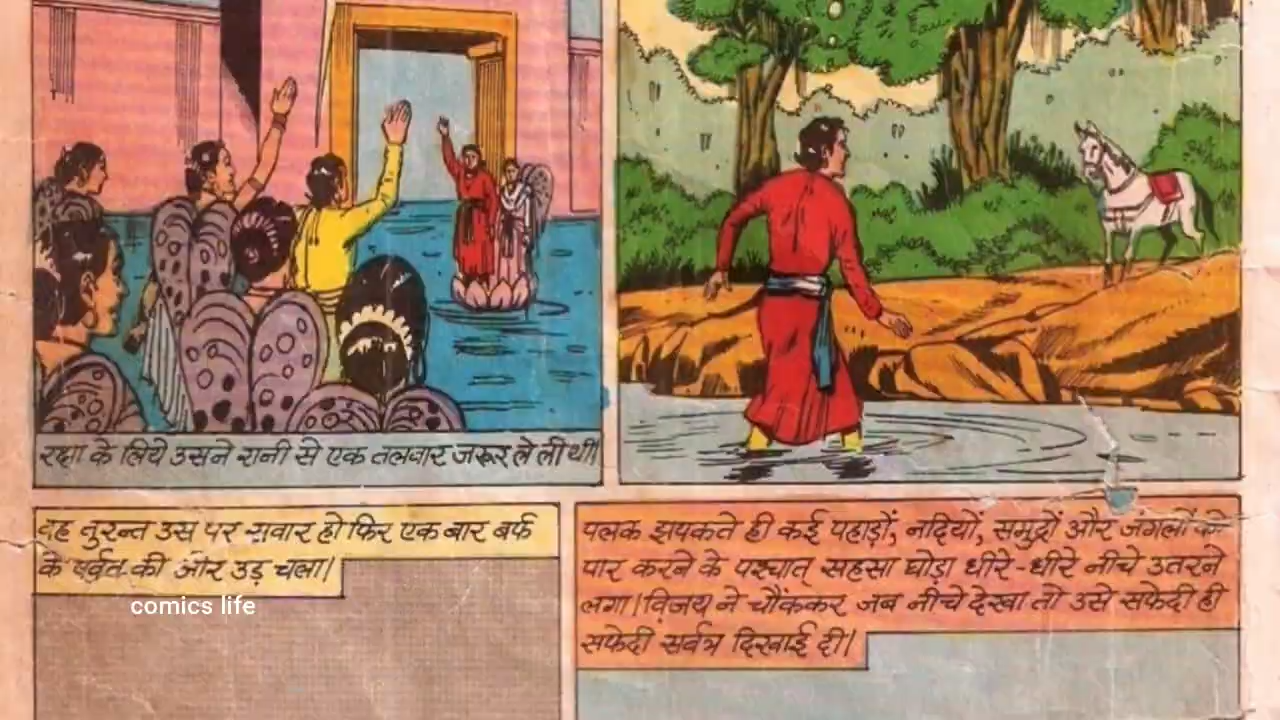 रक्षा के लिये उसने रानी से एक तलवार जरूर ले ली थी।
वह तुरन्त उस पर सवार हो फिर एक बार बर्फ
के पर्वत की ओर उड़ चला।
comics life
पलक झपकते ही कई पहाड़ों, नदियों, समुद्रों और जंगलों को
पार करने के पश्चात् सहसा घोड़ा धीरे-धीरे नीचे उतरने
लगा। विजय ने चौंककर जब नीचे देखा तो उसे सफेदी ही
सफेदी सर्वत्र दिखाई दी।